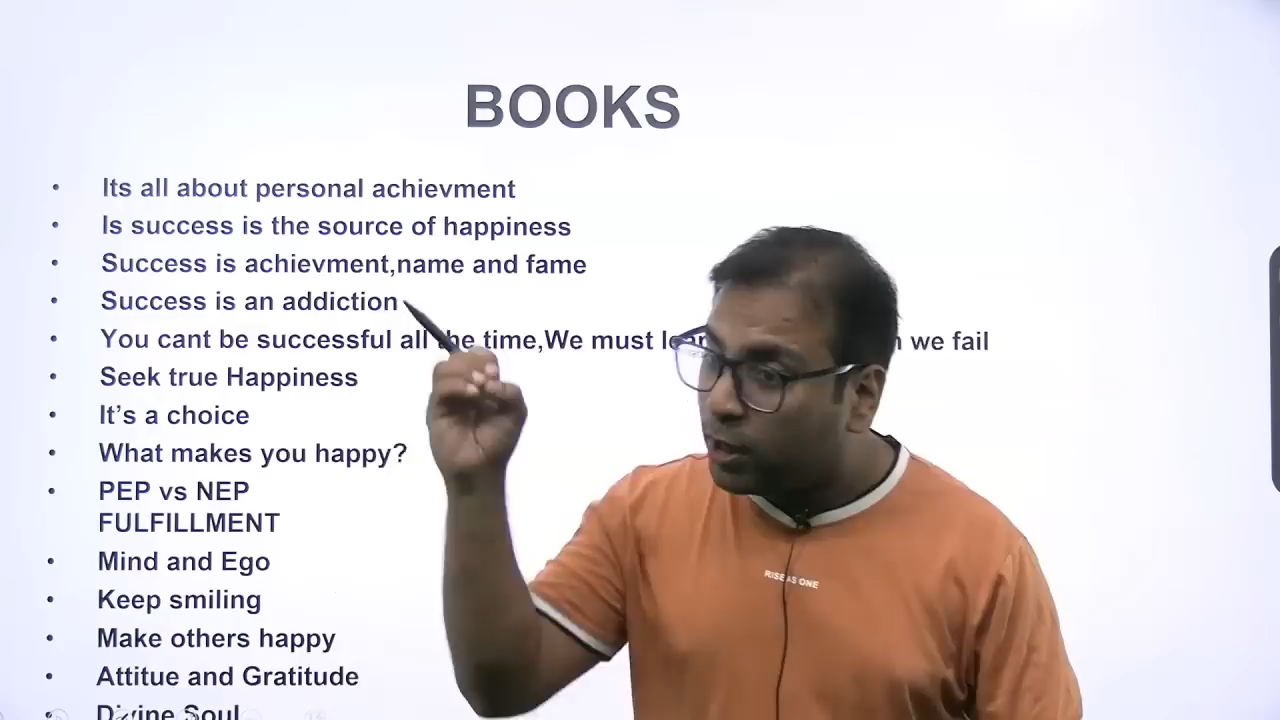 BOOKS
• Its all about personal achievment
• Is success is the source of happiness
• Success is achievment,name and fame
• Success is an addiction
• You cant be successful all the time,We must we fail
• Seek true Happiness
• It’s a choice
• What makes you happy?
• PEP vs NEP
FULFILLMENT
• Mind and Ego
• Keep smiling
• Make others happy
• Attitue and Gratitude
• Divine Soul
RISE AS ONE